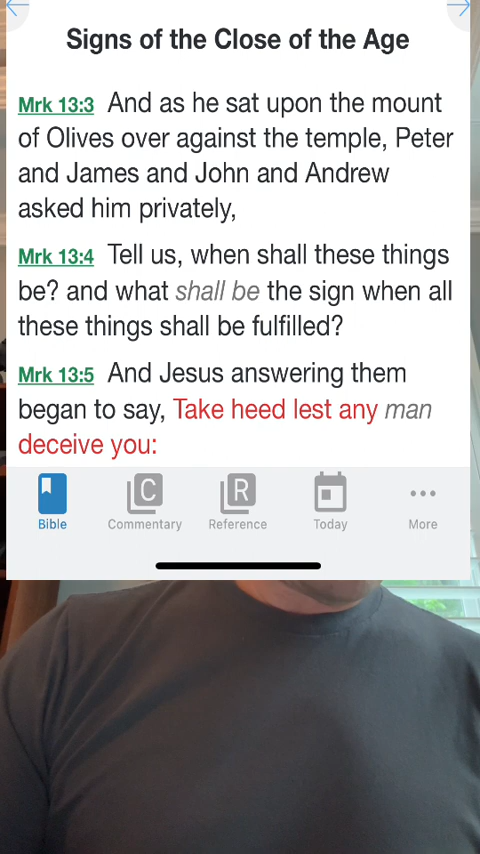 Signs of the Close of the Age
Mrk 13:3 And as he sat upon the mount
of Olives over against the temple, Peter
and James and John and Andrew
asked him privately,
Mrk 13:4 Tell us, when shall these things
be? and what shall be the sign when all
these things shall be fulfilled?
Mrk 13:5 And Jesus answering them
began to say, Take heed lest any man
deceive you:
C
R
Bible
Commentary
Reference
Today
More